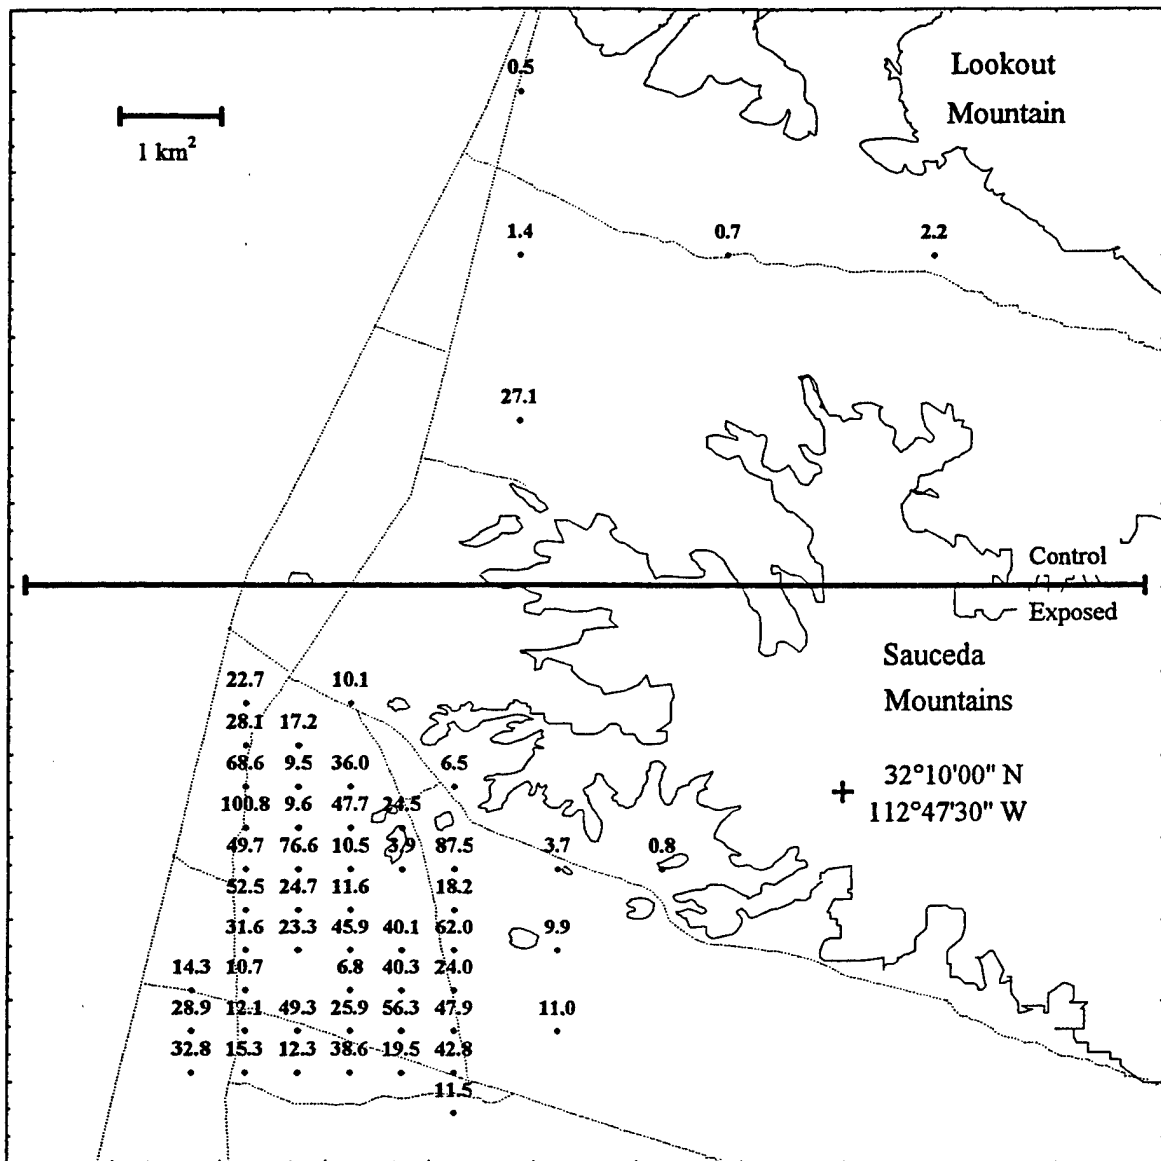 0.5
Lookout
Mountain
1 km²
1.4 0.7 2.2
27.1
Control
Exposed
Sauceda
Mountains
22.7 10.1
28.1 17.2
68.6 9.5 36.0 6.5
32°10'00" N
100.8 9.6 47.7 24.5
112°47'30" W
49.7 76.6 10.5 3.9 87.5 3.7 0.8
52.5 24.7 11.6 18.2
31.6 23.3 45.9 40.1 62.0 9.9
14.3 10.7 6.8 40.3 24.0
28.9 12.1 49.3 25.9 56.3 47.9 11.0
32.8 15.3 12.3 38.6 19.5 42.8
11.5